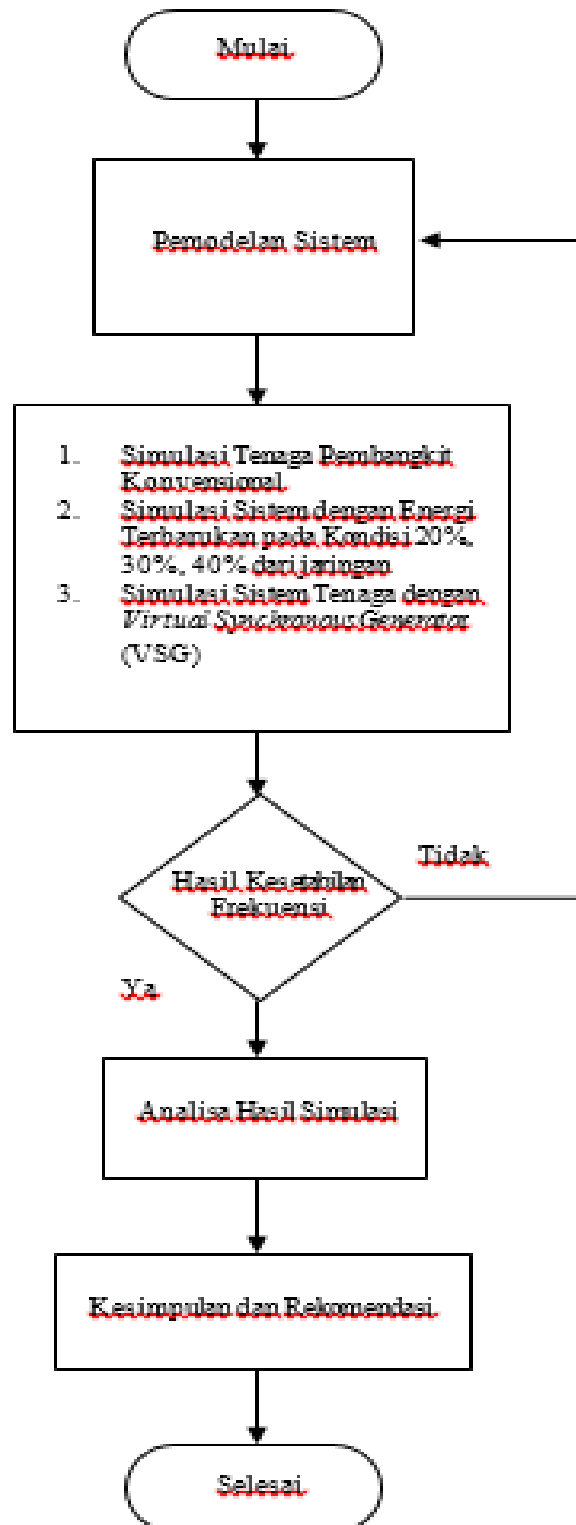 Mulai
Pemodelan Sistem
1. Simulasi Tenaga Pembangkit
Konvensional
2. Simulasi Sistem dengan Energi
Terbarukan pada Kondisi 20%,
30%, 40% dari jaringan
3. Simulasi Sistem Tenaga dengan
Virtual Synchronous Generator
(VSG)
Hasil Kesetabilan
Frekuensi
Tidak
Ya
Analisa Hasil Simulasi
Kesimpulan dan Rekomendasi
Selesai